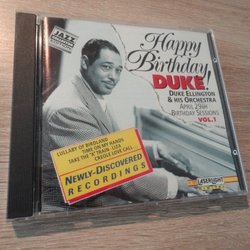 JAZZ
Happy
Birthday,
DUKE!
DUKE ELLINGTON
& HIS ORCHESTRA
APRIL 29TH
BIRTHDAY SESSIONS
VOL.1
LULLABY OF BIRDLAND
TIME ON MY HANDS
TAKE THE "A" TRAIN LIZA
CREOLE LOVE CALL
NEWLY-DISCOVERED
RECORDINGS
LASERLIGHT